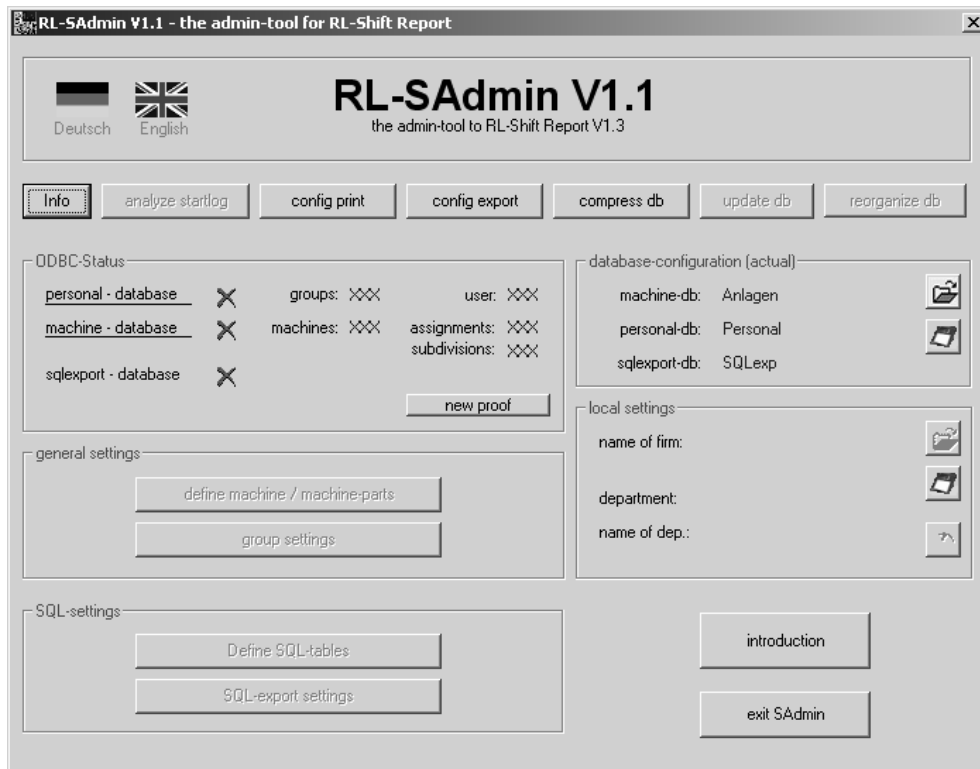 RL-SAdmin V1.1 - the admin-tool for RL-Shift Report
RL-SAdmin V1.1
the admin-tool to RL-Shift Report V1.3
Deutsch English
Info analyze startlog config print config export compress db update db reorganize db
ODBC-Status
personal - database groups: XXX user: XXX
machine - database machines: XXX assignments: XXX
subdivisions: XXX
sqlexport - database
new proof
database-configuration (actual)
machine-db: Anlagen
personal-db: Personal
sqlexport-db: SQLexp
local settings
name of firm:
department:
name of dep.:
general settings
define machine / machine-parts
group settings
SQL-settings
Define SQL-tables
SQL-export settings
introduction
exit SAdmin